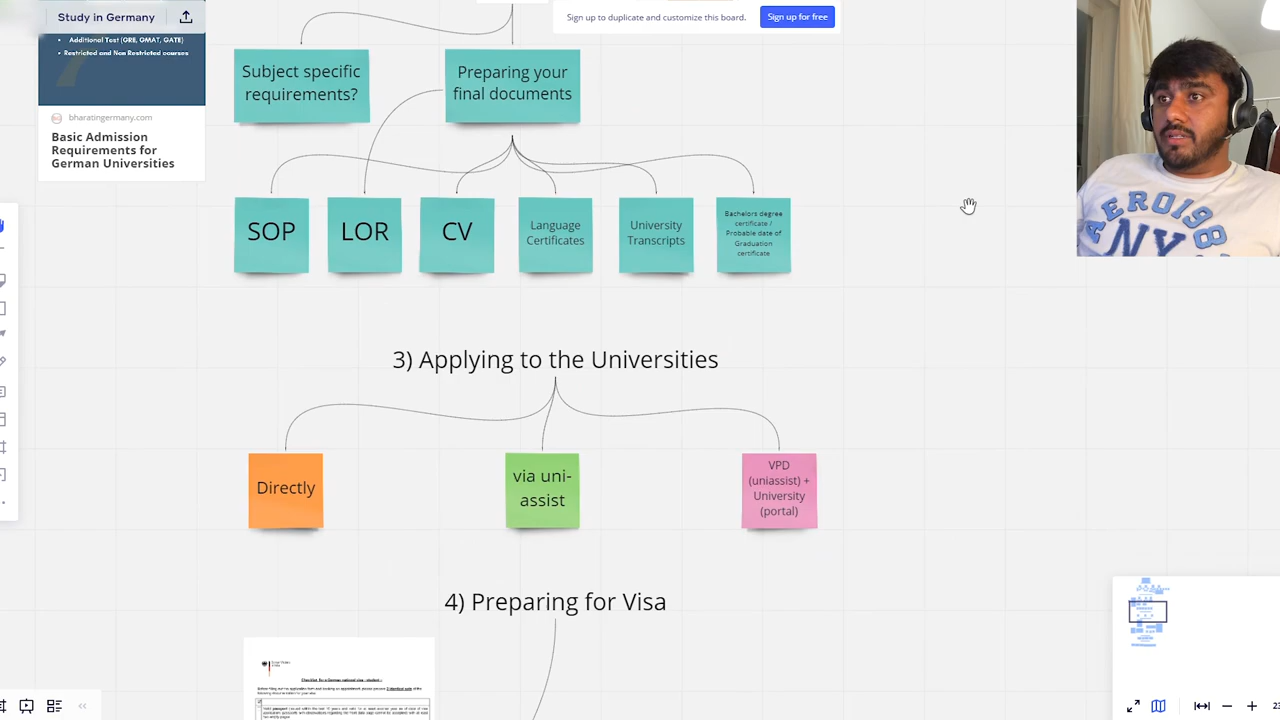 Study in Germany
Sign up to duplicate and customize this board.
Sign up for free
Additional Test (GRE, GMAT, GATE)
Restricted and Non Restricted courses
bharatingermany.com
Basic Admission
Requirements for
German Universities
Subject specific
requirements?
Preparing your
final documents
SOP
LOR
CV
Language
Certificates
University
Transcripts
Bachelors degree
certificate /
Probable date of
Graduation
certificate
AERO198
NY
3) Applying to the Universities
Directly
via uni-
assist
VPD
(uniassist) +
University
(portal)
4) Preparing for Visa